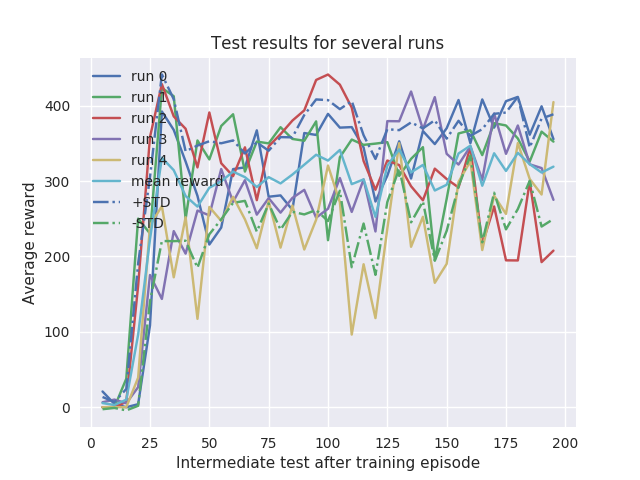 Test results for several runs
run 0
run 1
run 2
run 3
run 4
mean reward
+STD
-STD
400
300
200
100
0
Average reward
0 25 50 75 100 125 150 175 200
Intermediate test after training episode